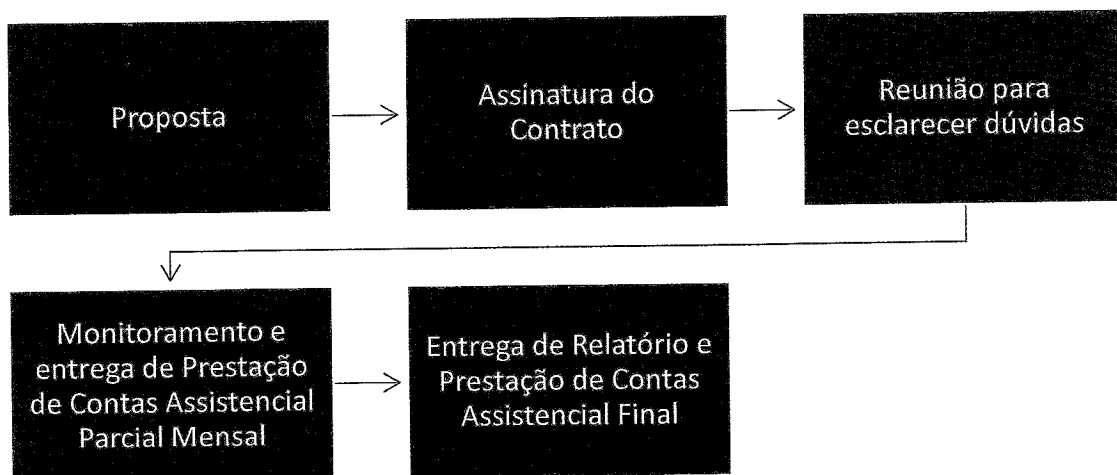 Proposta
Assinatura do
Contrato
Reunião para
esclarecer dúvidas
Monitoramento e
entrega de Prestação
de Contas Assistencial
Parcial Mensal
Entrega de Relatório e
Prestação de Contas
Assistencial Final